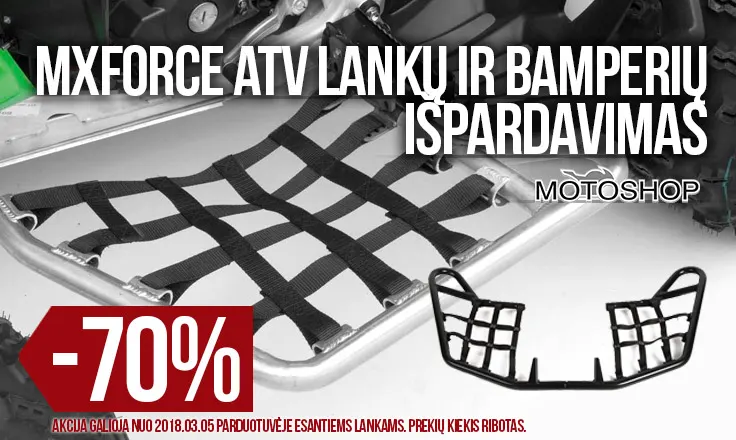 MXFORCE ATV LANKŲ IR BAMPERIŲ
IŠPARDAVIMAS
MOTOSHOP
-70%
AKCIJA GALIOJA NUO 2018.03.05 PARDUOTUVĖJE ESANTIEMS LANKAMS. PREKIŲ KIEKIS RIBOTAS.